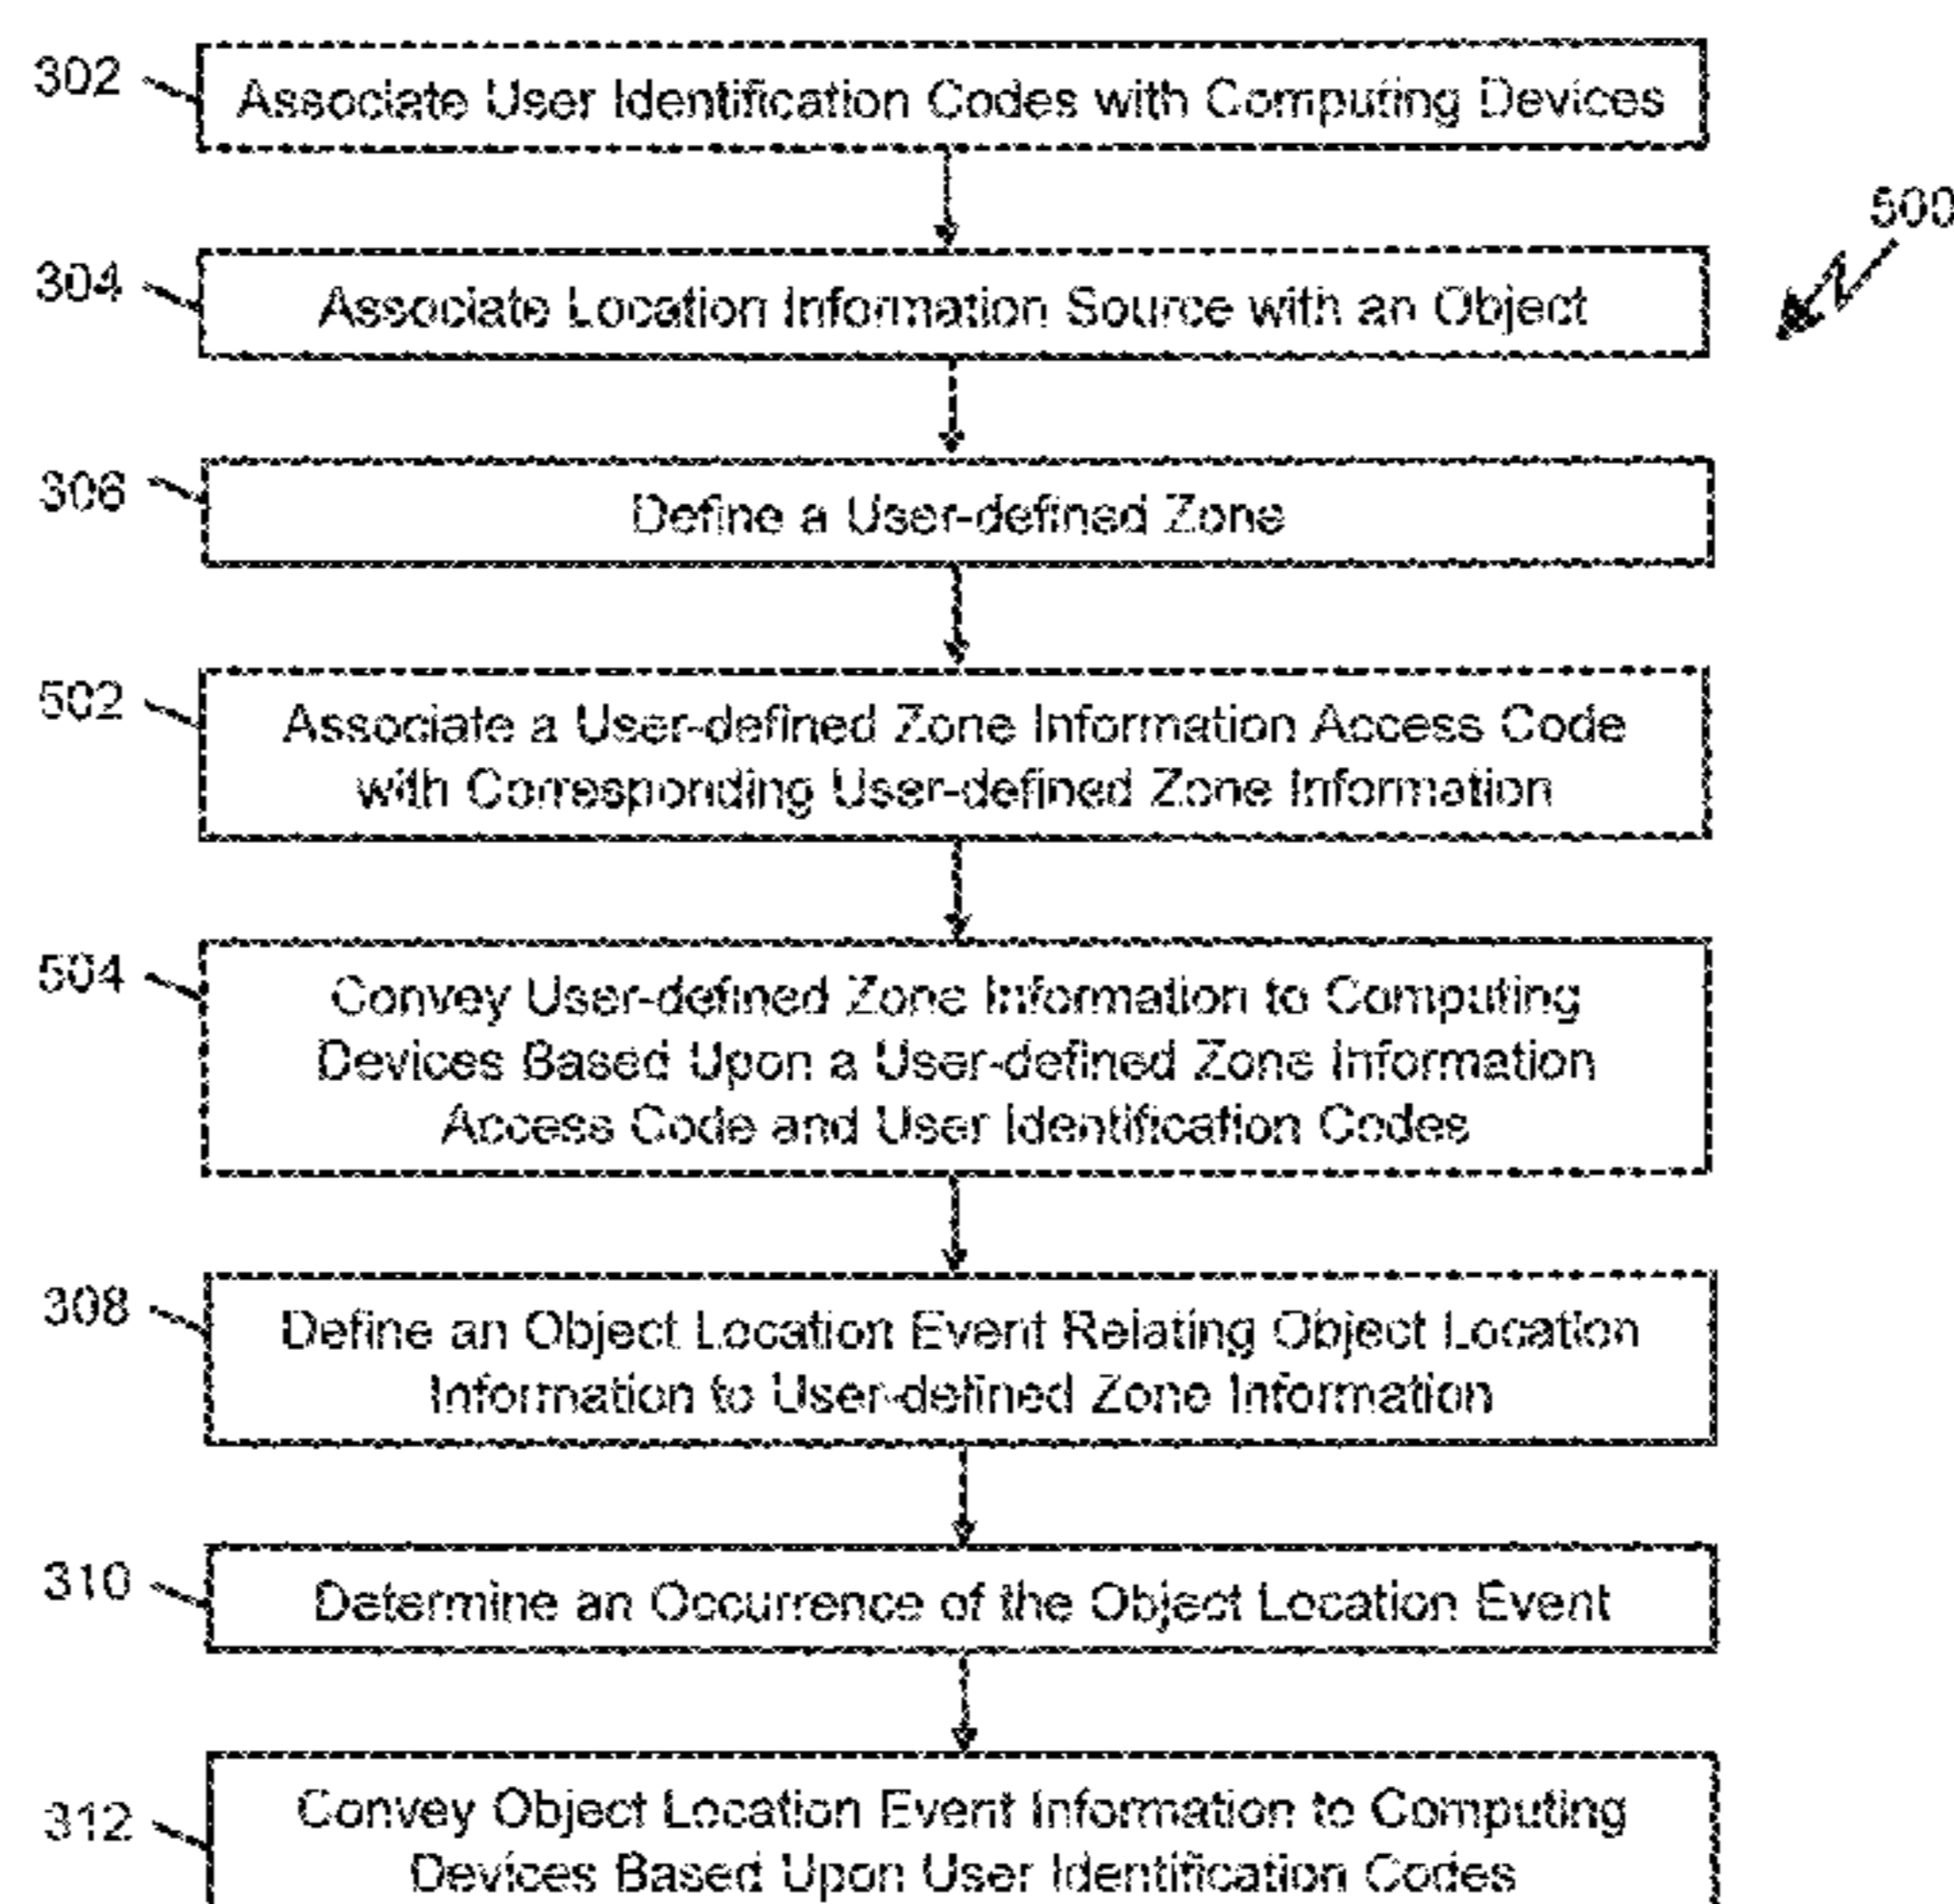 302
Associate User Identification Codes with Computing Devices
500
304
Associate Location Information Source with an Object
306
Define a User-defined Zone
502
Associate a User-defined Zone Information Access Code
with Corresponding User-defined Zone Information
504
Convey User-defined Zone Information to Computing
Devices Based Upon a User-defined Zone Information
Access Code and User Identification Codes
308
Define an Object Location Event Relating Object Location
Information to User-defined Zone Information
310
Determine an Occurrence of the Object Location Event
312
Convey Object Location Event Information to Computing
Devices Based Upon User Identification Codes